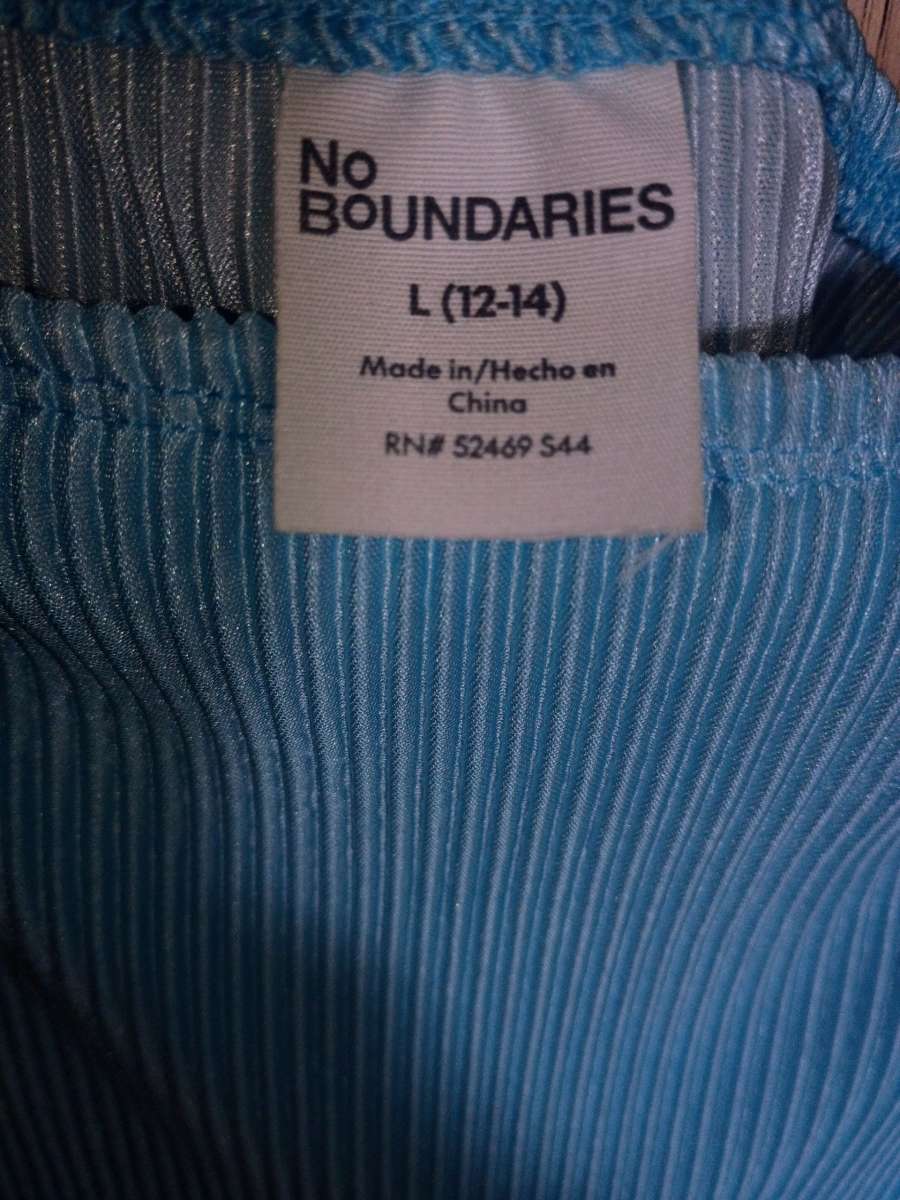 No
BOUNDARIES
L (12-14)
Made in/Hecho en
China
RN# 52469 S44